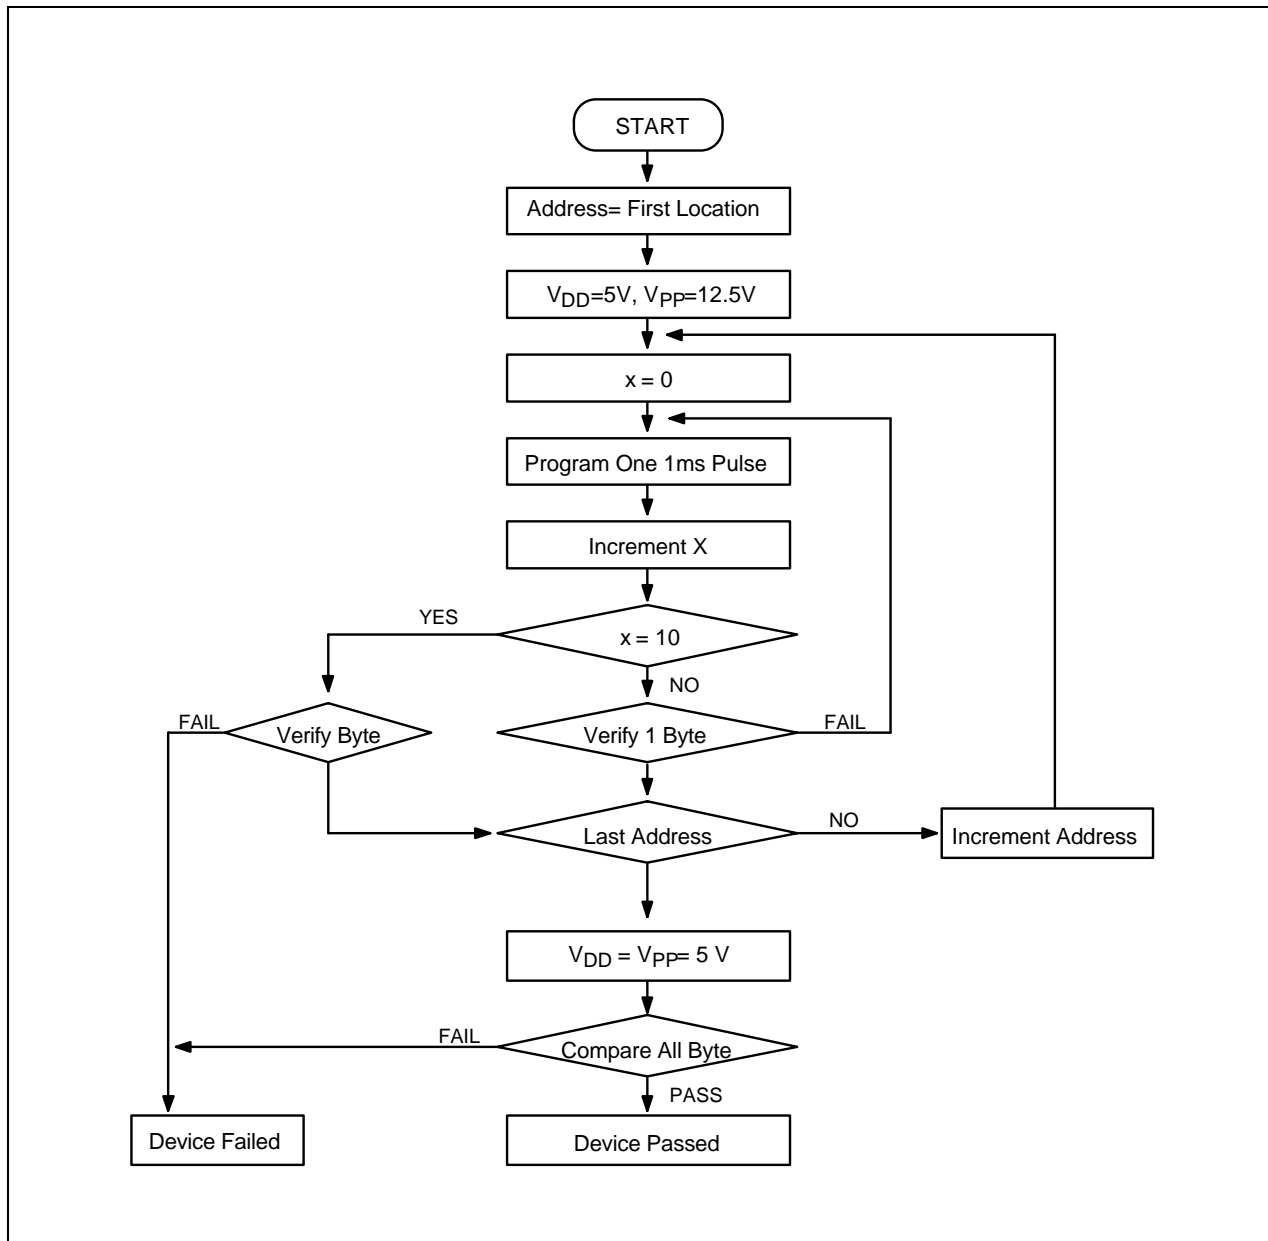 START
Address= First Location
VDD=5V, VPP=12.5V
x = 0
Program One 1ms Pulse
Increment X
YES
x = 10
NO
FAIL
Verify Byte
Verify 1 Byte
FAIL
Last Address
NO
Increment Address
VDD = VPP= 5 V
FAIL
Compare All Byte
PASS
Device Failed
Device Passed